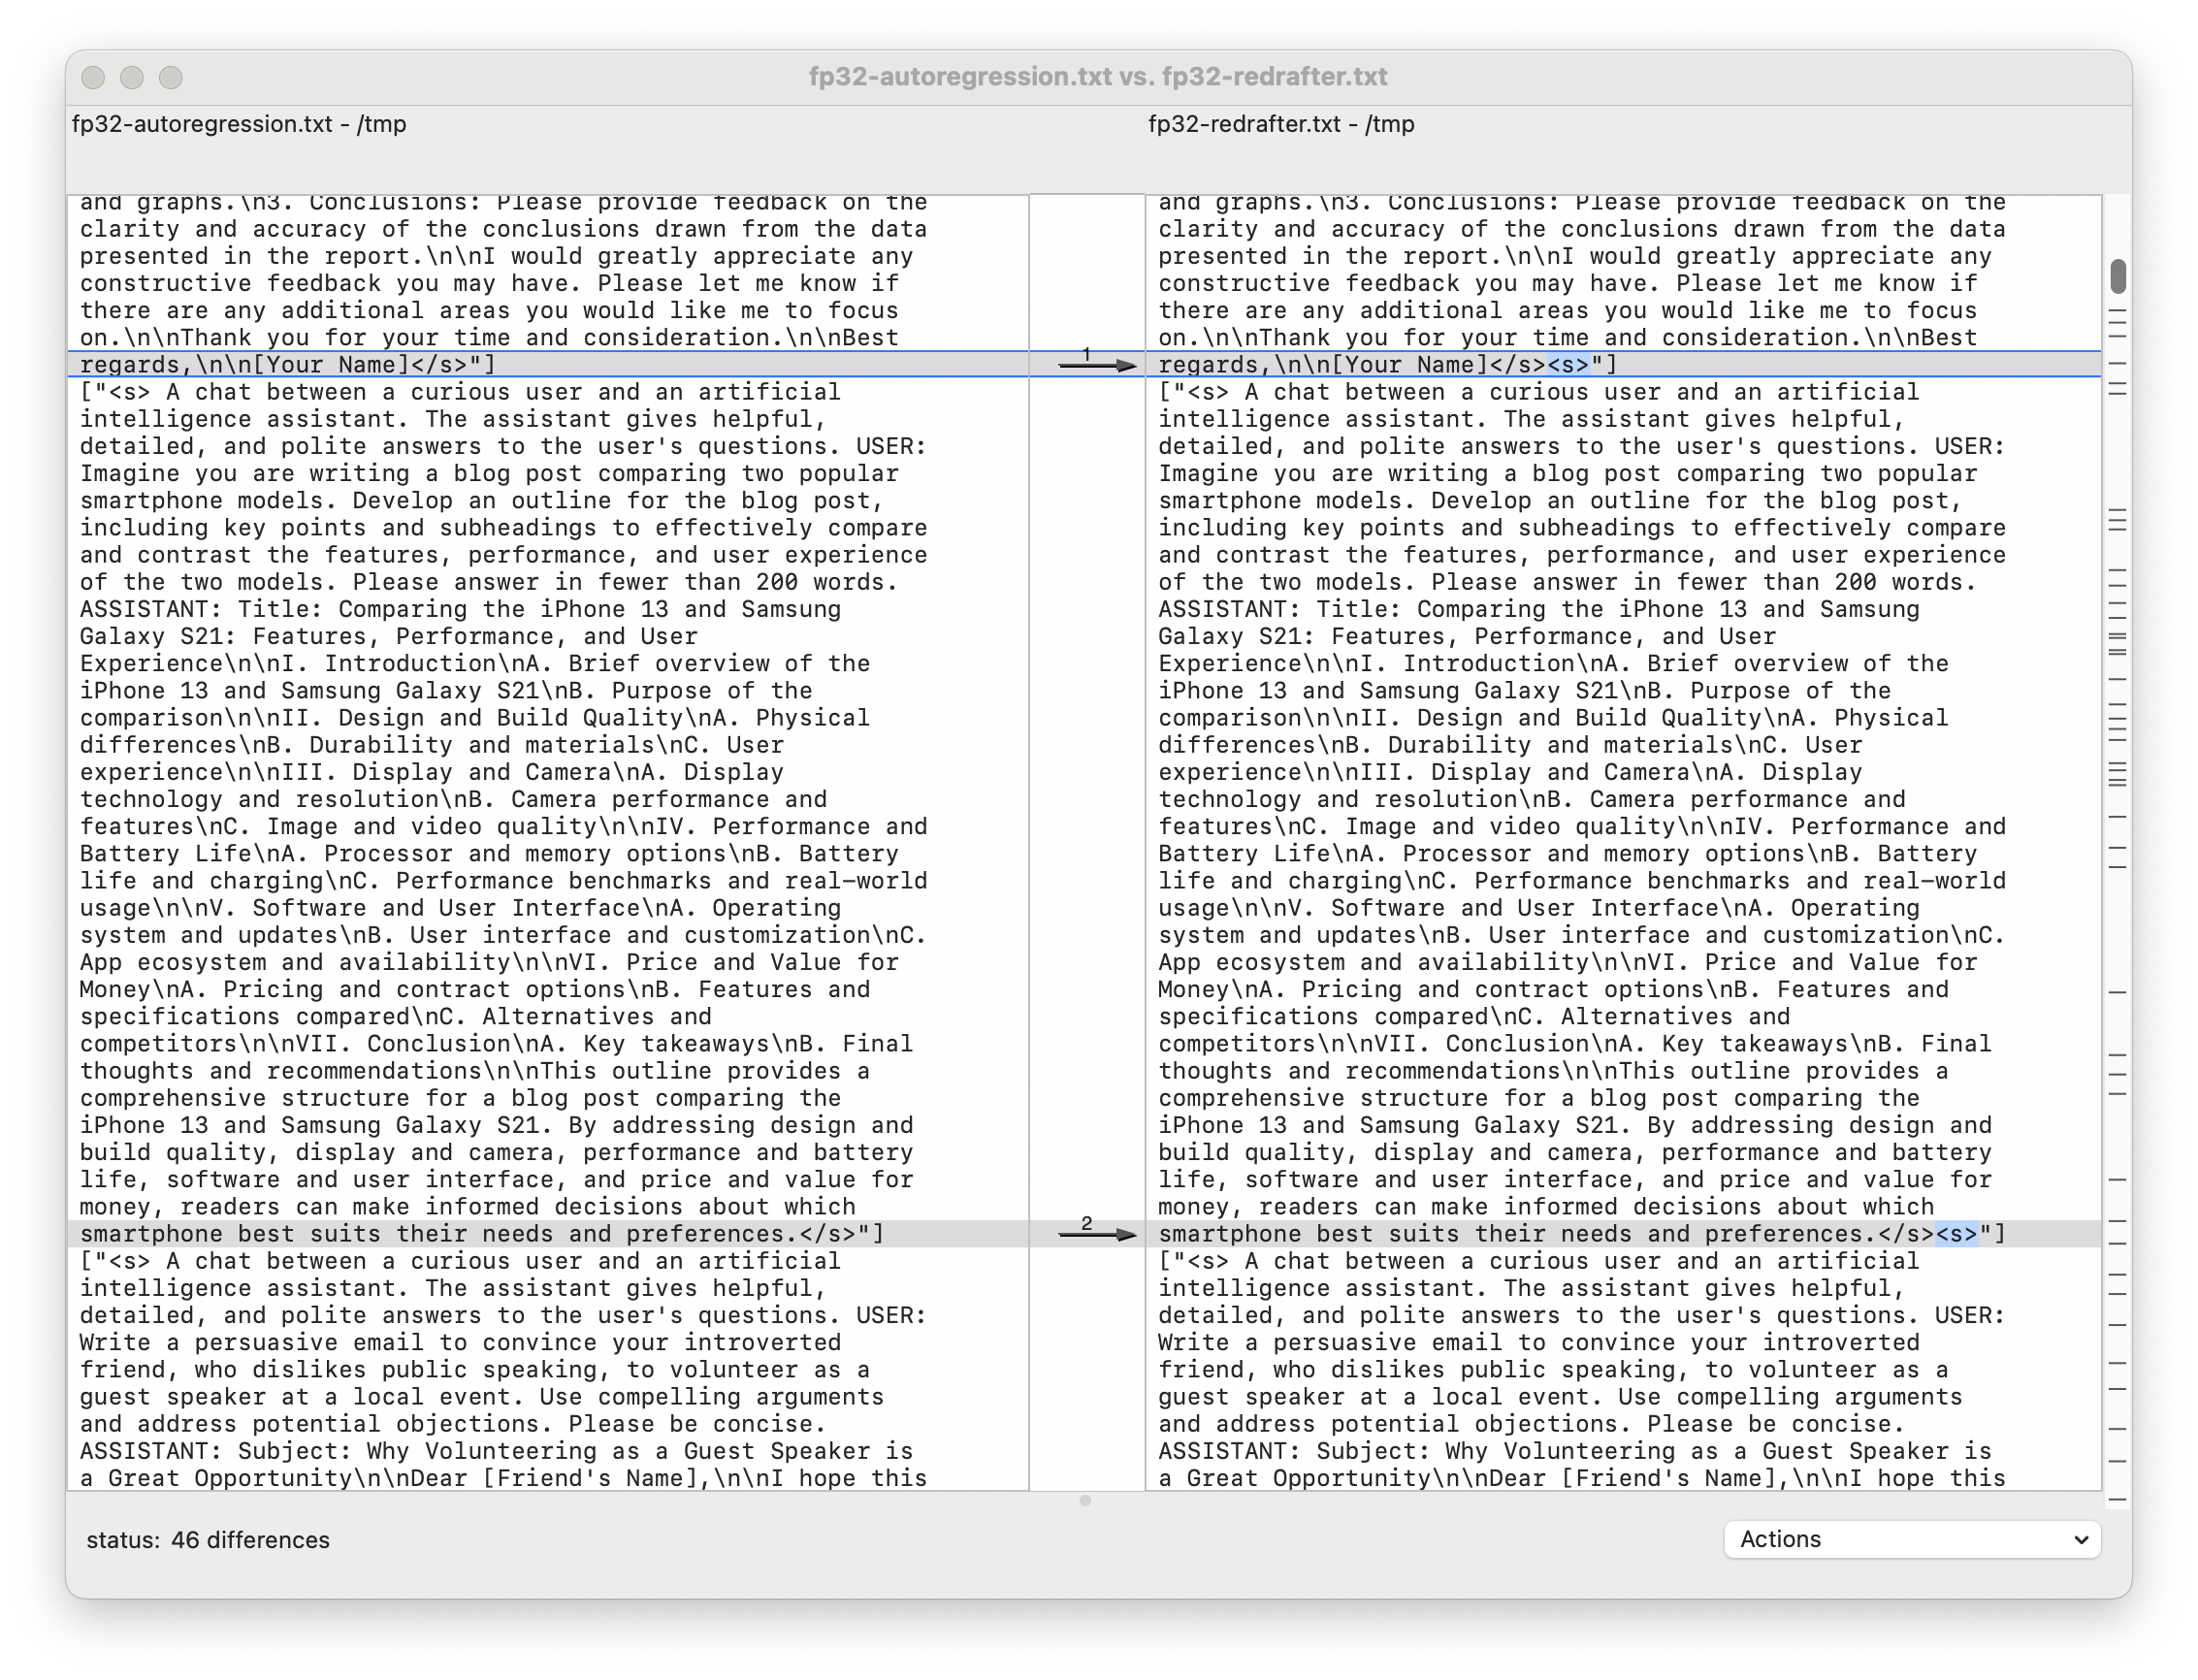 fp32-autoregression.txt vs. fp32-redrafter.txt
fp32-autoregression.txt - /tmp
and graphs.\n3. Conclusions: Please provide feedback on the
clarity and accuracy of the conclusions drawn from the data
presented in the report.\n\nI would greatly appreciate any
constructive feedback you may have. Please let me know if
there are any additional areas you would like me to focus
on.\n\nThank you for your time and consideration.\n\nBest
regards,\n\n[Your Name]</s>"]
["<s> A chat between a curious user and an artificial
intelligence assistant. The assistant gives helpful,
detailed, and polite answers to the user's questions. USER:
Imagine you are writing a blog post comparing two popular
smartphone models. Develop an outline for the blog post,
including key points and subheadings to effectively compare
and contrast the features, performance, and user experience
of the two models. Please answer in fewer than 200 words.
ASSISTANT: Title: Comparing the iPhone 13 and Samsung
Galaxy S21: Features, Performance, and User
Experience\n\nI. Introduction\nA. Brief overview of the
iPhone 13 and Samsung Galaxy S21\nB. Purpose of the
comparison\n\nII. Design and Build Quality\nA. Physical
differences\nB. Durability and materials\nC. User
experience\n\nIII. Display and Camera\nA. Display
technology and resolution\nB. Camera performance and
features\nC. Image and video quality\n\nIV. Performance and
Battery Life\nA. Processor and memory options\nB. Battery
life and charging\nC. Performance benchmarks and real-world
usage\n\nV. Software and User Interface\nA. Operating
system and updates\nB. User interface and customization\nC.
App ecosystem and availability\n\nVI. Price and Value for
Money\nA. Pricing and contract options\nB. Features and
specifications compared\nC. Alternatives and
competitors\n\nVII. Conclusion\nA. Key takeaways\nB. Final
thoughts and recommendations\n\nThis outline provides a
comprehensive structure for a blog post comparing the
iPhone 13 and Samsung Galaxy S21. By addressing design and
build quality, display and camera, performance and battery
life, software and user interface, and price and value for
money, readers can make informed decisions about which
smartphone best suits their needs and preferences.</s>"]
["<s> A chat between a curious user and an artificial
intelligence assistant. The assistant gives helpful,
detailed, and polite answers to the user's questions. USER:
Write a persuasive email to convince your introverted
friend, who dislikes public speaking, to volunteer as a
guest speaker at a local event. Use compelling arguments
and address potential objections. Please be concise.
ASSISTANT: Subject: Why Volunteering as a Guest Speaker is
a Great Opportunity\n\nDear [Friend's Name],\n\nI hope this
1
2
fp32-redrafter.txt - /tmp
and graphs.\n3. Conclusions: Please provide feedback on the
clarity and accuracy of the conclusions drawn from the data
presented in the report.\n\nI would greatly appreciate any
constructive feedback you may have. Please let me know if
there are any additional areas you would like me to focus
on.\n\nThank you for your time and consideration.\n\nBest
regards,\n\n[Your Name]</s><s>"]
["<s> A chat between a curious user and an artificial
intelligence assistant. The assistant gives helpful,
detailed, and polite answers to the user's questions. USER:
Imagine you are writing a blog post comparing two popular
smartphone models. Develop an outline for the blog post,
including key points and subheadings to effectively compare
and contrast the features, performance, and user experience
of the two models. Please answer in fewer than 200 words.
ASSISTANT: Title: Comparing the iPhone 13 and Samsung
Galaxy S21: Features, Performance, and User
Experience\n\nI. Introduction\nA. Brief overview of the
iPhone 13 and Samsung Galaxy S21\nB. Purpose of the
comparison\n\nII. Design and Build Quality\nA. Physical
differences\nB. Durability and materials\nC. User
experience\n\nIII. Display and Camera\nA. Display
technology and resolution\nB. Camera performance and
features\nC. Image and video quality\n\nIV. Performance and
Battery Life\nA. Processor and memory options\nB. Battery
life and charging\nC. Performance benchmarks and real-world
usage\n\nV. Software and User Interface\nA. Operating
system and updates\nB. User interface and customization\nC.
App ecosystem and availability\n\nVI. Price and Value for
Money\nA. Pricing and contract options\nB. Features and
specifications compared\nC. Alternatives and
competitors\n\nVII. Conclusion\nA. Key takeaways\nB. Final
thoughts and recommendations\n\nThis outline provides a
comprehensive structure for a blog post comparing the
iPhone 13 and Samsung Galaxy S21. By addressing design and
build quality, display and camera, performance and battery
life, software and user interface, and price and value for
money, readers can make informed decisions about which
smartphone best suits their needs and preferences.</s><s>"]
["<s> A chat between a curious user and an artificial
intelligence assistant. The assistant gives helpful,
detailed, and polite answers to the user's questions. USER:
Write a persuasive email to convince your introverted
friend, who dislikes public speaking, to volunteer as a
guest speaker at a local event. Use compelling arguments
and address potential objections. Please be concise.
ASSISTANT: Subject: Why Volunteering as a Guest Speaker is
a Great Opportunity\n\nDear [Friend's Name],\n\nI hope this
status: 46 differences
Actions